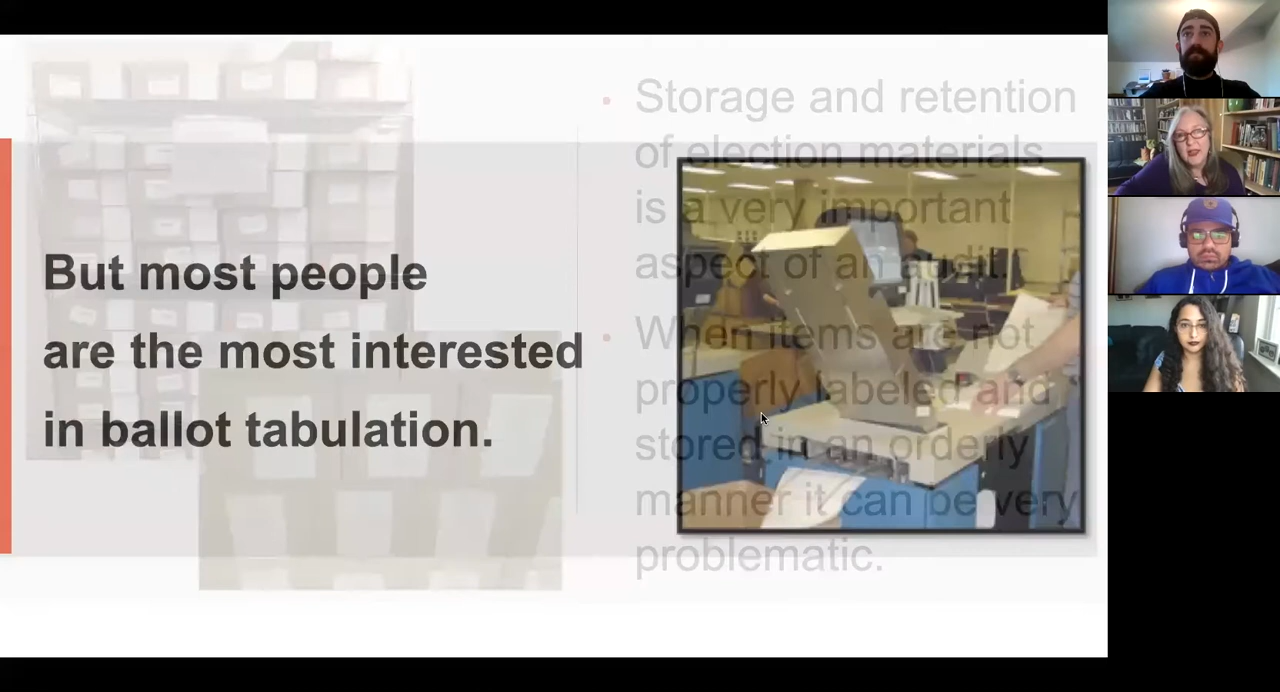 But most people
are the most interested
in ballot tabulation.
• Storage and retention
of election materials
is a very important
aspect of an audit.
• When items are not
properly labeled and
stored in an orderly
manner it can be very
problematic.